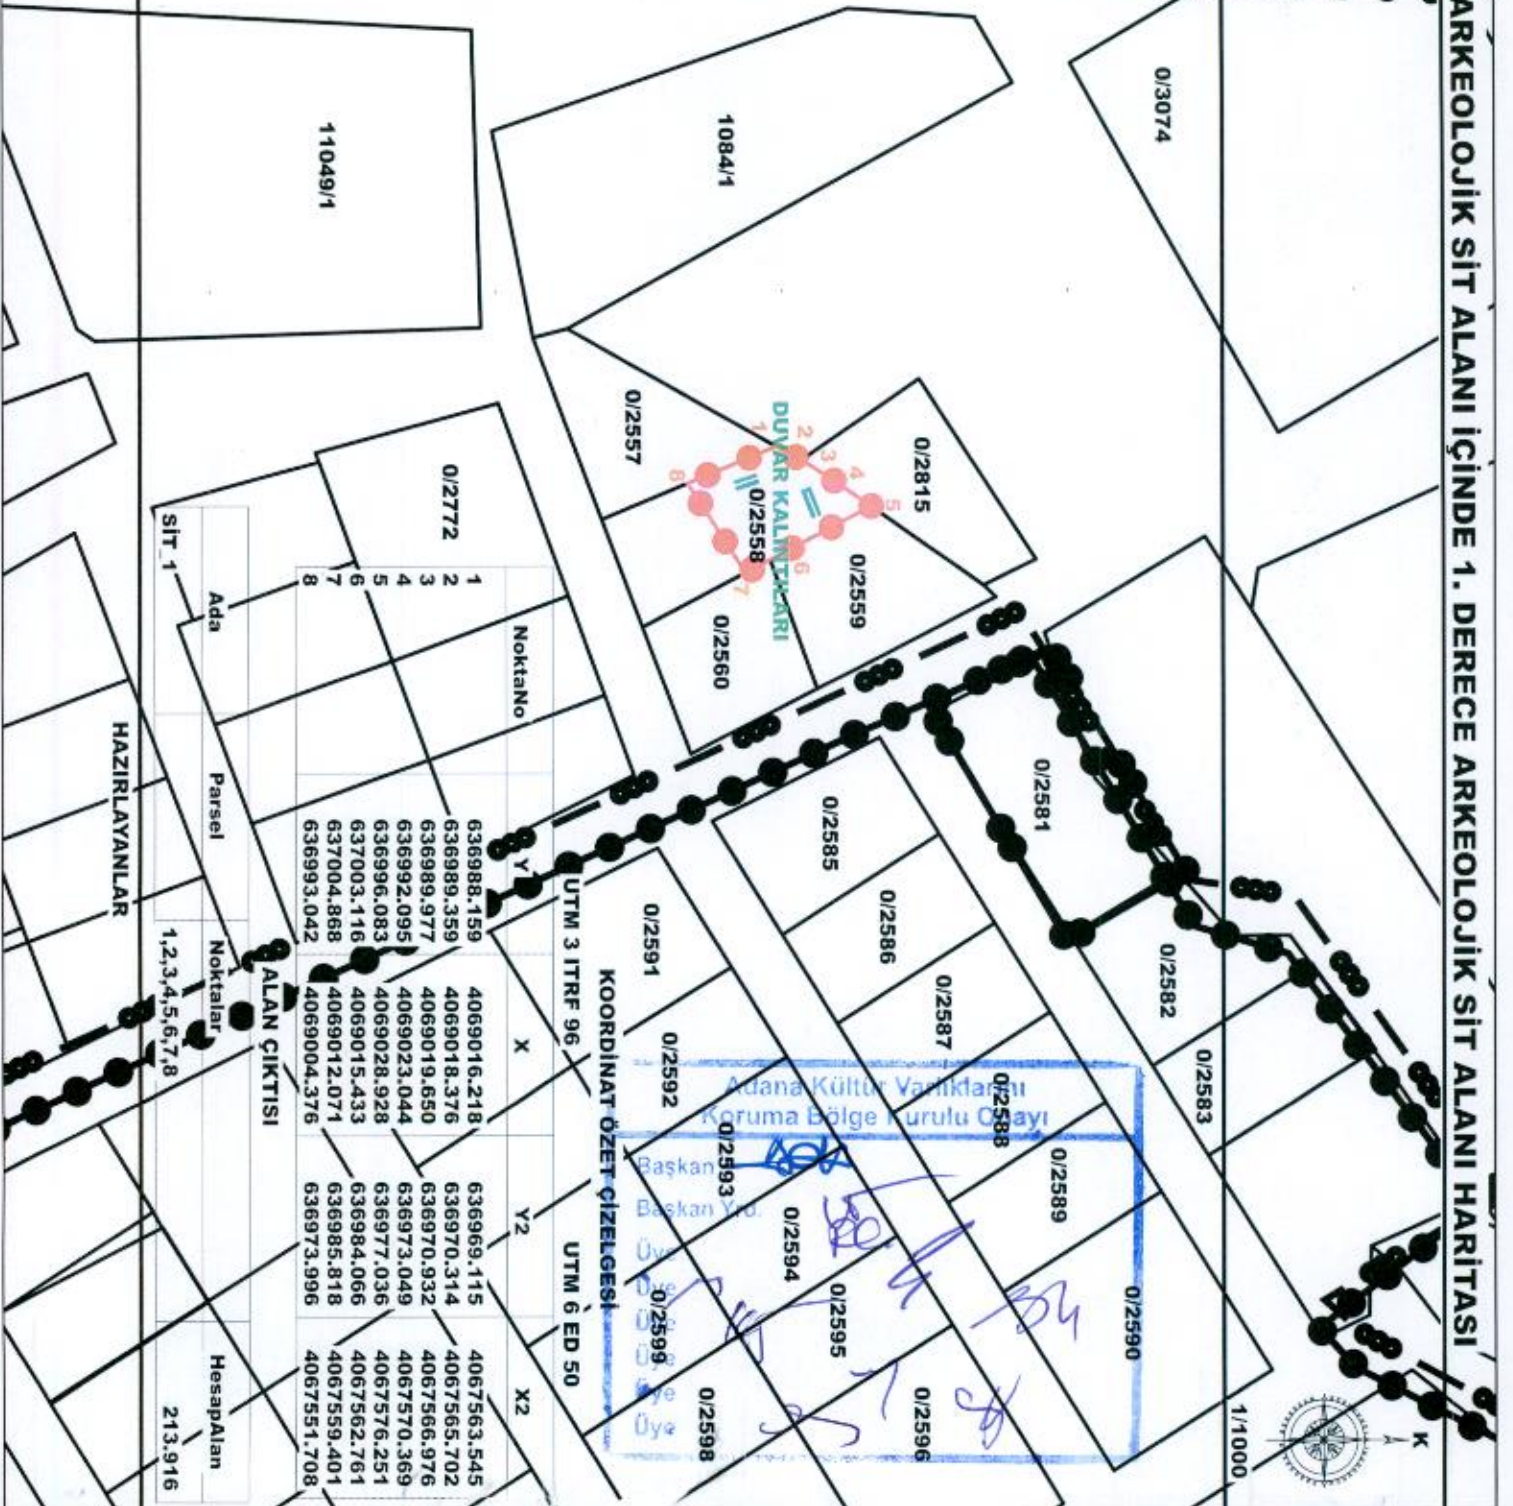 ARKEOLOJİK SİT ALANI İÇİNDE 1. DERECE ARKEOLOJİK SİT ALANI HARİTASI
K
1/1000
0/3074
1084/1
11049/1
0/2815
0/2557
0/2558
0/2559
0/2560
0/2772
DUVAR KALINTILARI
1
2
3
4
5
6
7
8
0/2581
0/2582
0/2583
0/2585
0/2586
0/2587
0/2588
0/2589
0/2590
0/2591
0/2592
0/2593
0/2594
0/2595
0/2596
0/2598
0/2599
Adana Kültür Varlıklarını
Koruma Bölge Kurulu Onayı
Başkan
Başkan Yrd.
Üye
Üye
Üye
Üye
Üye
Üye
KOORDİNAT ÖZET ÇİZELGESİ
UTM 3 ITRF 96 UTM 6 ED 50
NoktaNo Y X Y2 X2
1 636988.159 4069016.218 636969.115 4067563.545
2 636989.359 4069018.376 636970.314 4067565.702
3 636989.977 4069019.650 636970.932 4067566.976
4 636992.095 4069023.044 636973.049 4067570.369
5 636996.083 4069028.928 636977.036 4067576.251
6 637003.116 4069015.433 636984.066 4067562.761
7 637004.868 4069012.071 636985.818 4067559.401
8 636993.042 4069004.376 636973.996 4067551.708
ALAN ÇIKTISI
Ada Parsel Noktalar HesapAlan
SİT_1 1,2,3,4,5,6,7,8 213.916
HAZIRLAYANLAR